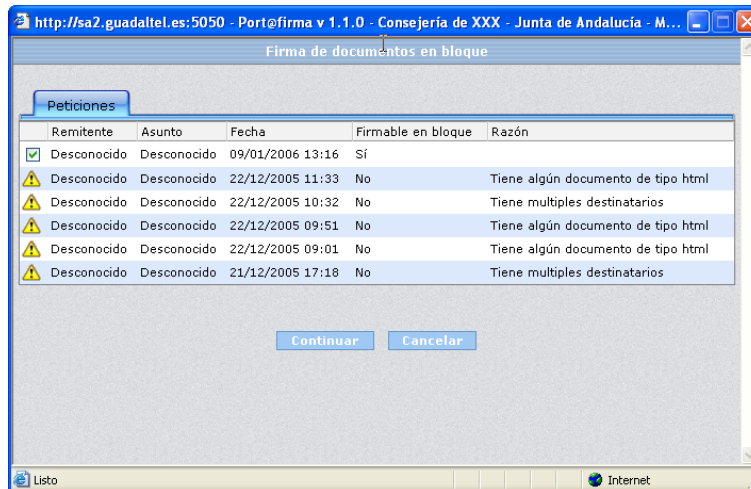 http://sa2.guadaltel.es:5050 - Port@firma v 1.1.0 - Consejería de XXX - Junta de Andalucía - M...
Firma de documentos en bloque
Peticiones
Remitente Asunto Fecha Firmable en bloque Razón
Desconocido Desconocido 09/01/2006 13:16 Sí
Desconocido Desconocido 22/12/2005 11:33 No Tiene algún documento de tipo html
Desconocido Desconocido 22/12/2005 10:32 No Tiene multiples destinatarios
Desconocido Desconocido 22/12/2005 09:51 No Tiene algún documento de tipo html
Desconocido Desconocido 22/12/2005 09:01 No Tiene algún documento de tipo html
Desconocido Desconocido 21/12/2005 17:18 No Tiene multiples destinatarios
Continuar Cancelar
Listo Internet